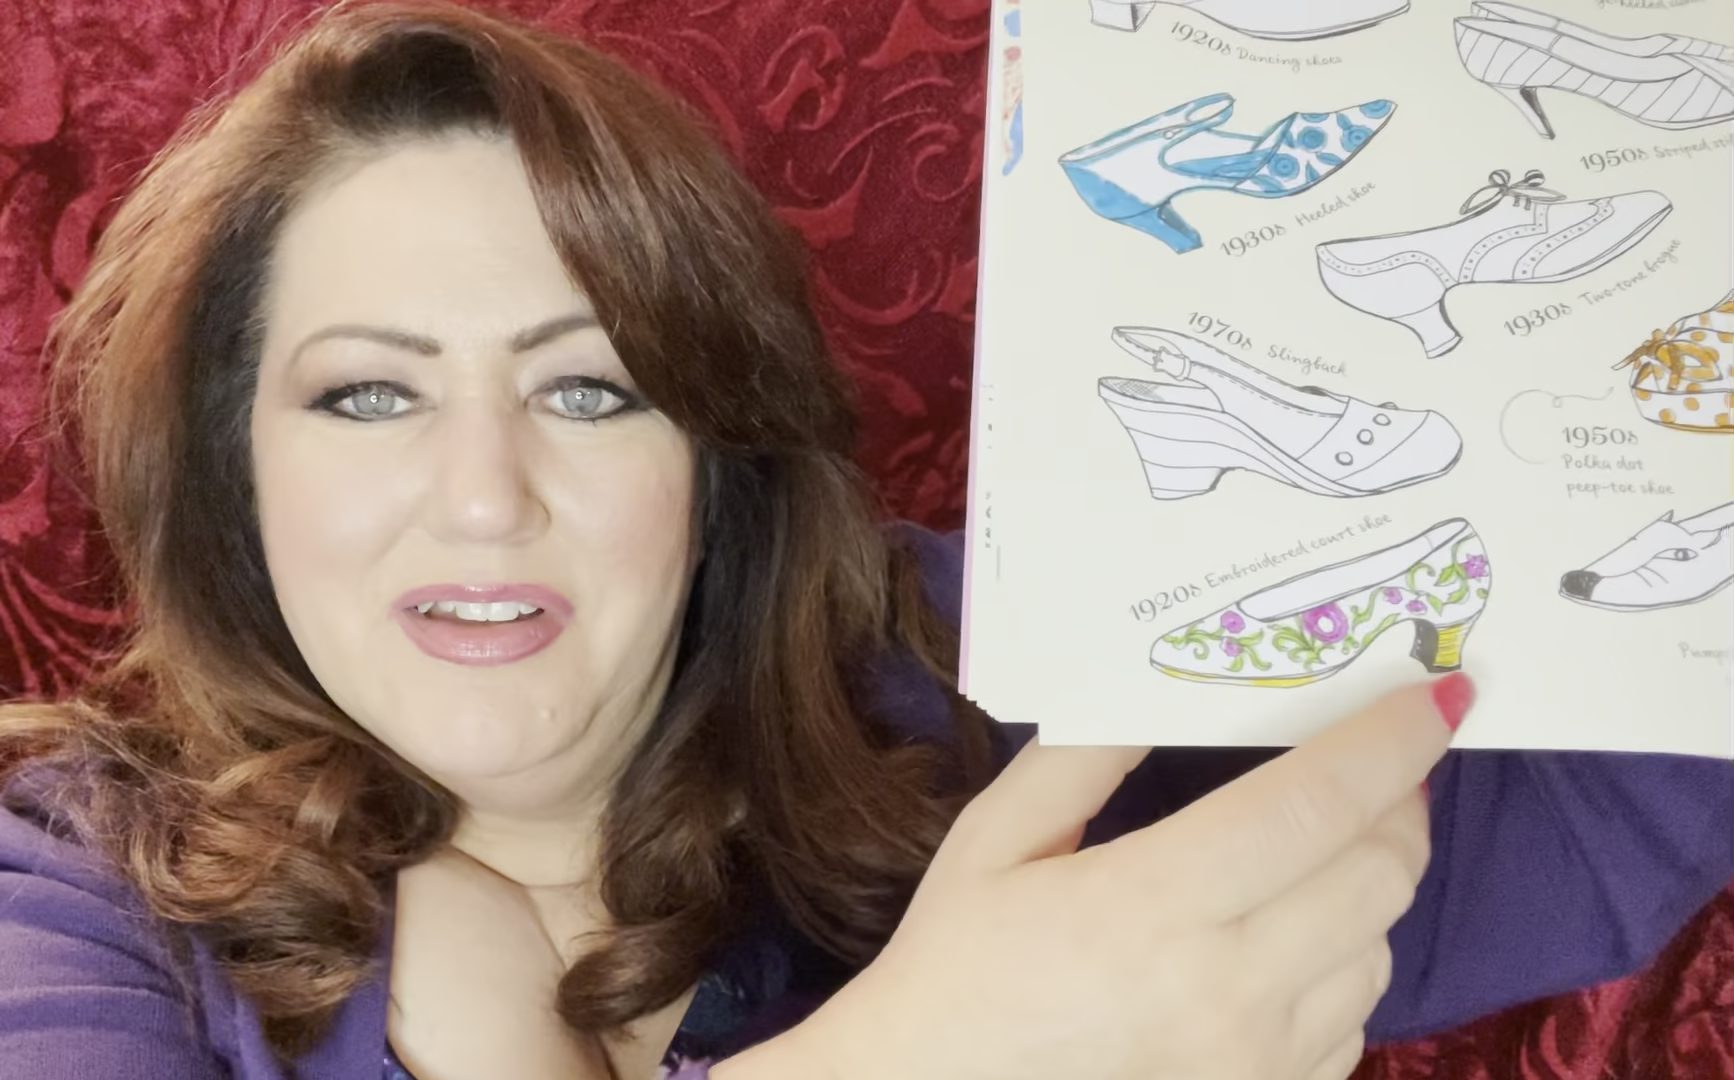 1920s Dancing shoes
1950s Striped
1930s Heeled shoe
1930s Two-tone brogue
1970s Slingback
1950s
Polka dot
peep-toe shoe
1920s Embroidered court shoe